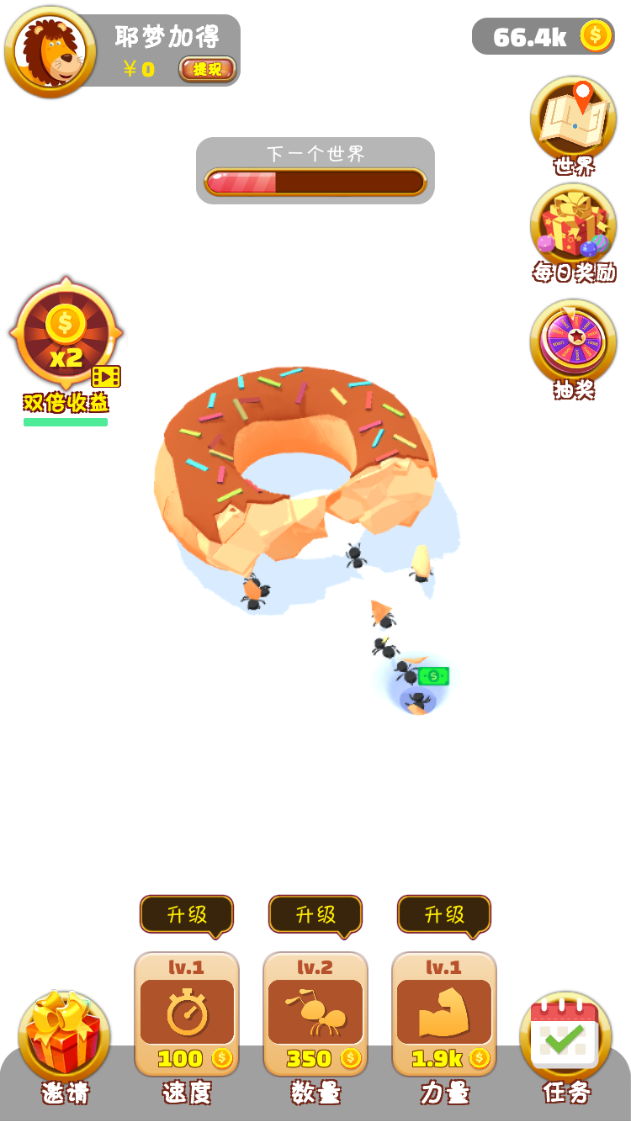 耶梦加得
66.4k
￥0
提现
下一个世界
世界
每日奖励
x2
双倍收益
抽奖
升级
升级
升级
lv.1
lv.2
lv.1
100
350
1.9k
邀请
速度
数量
力量
任务